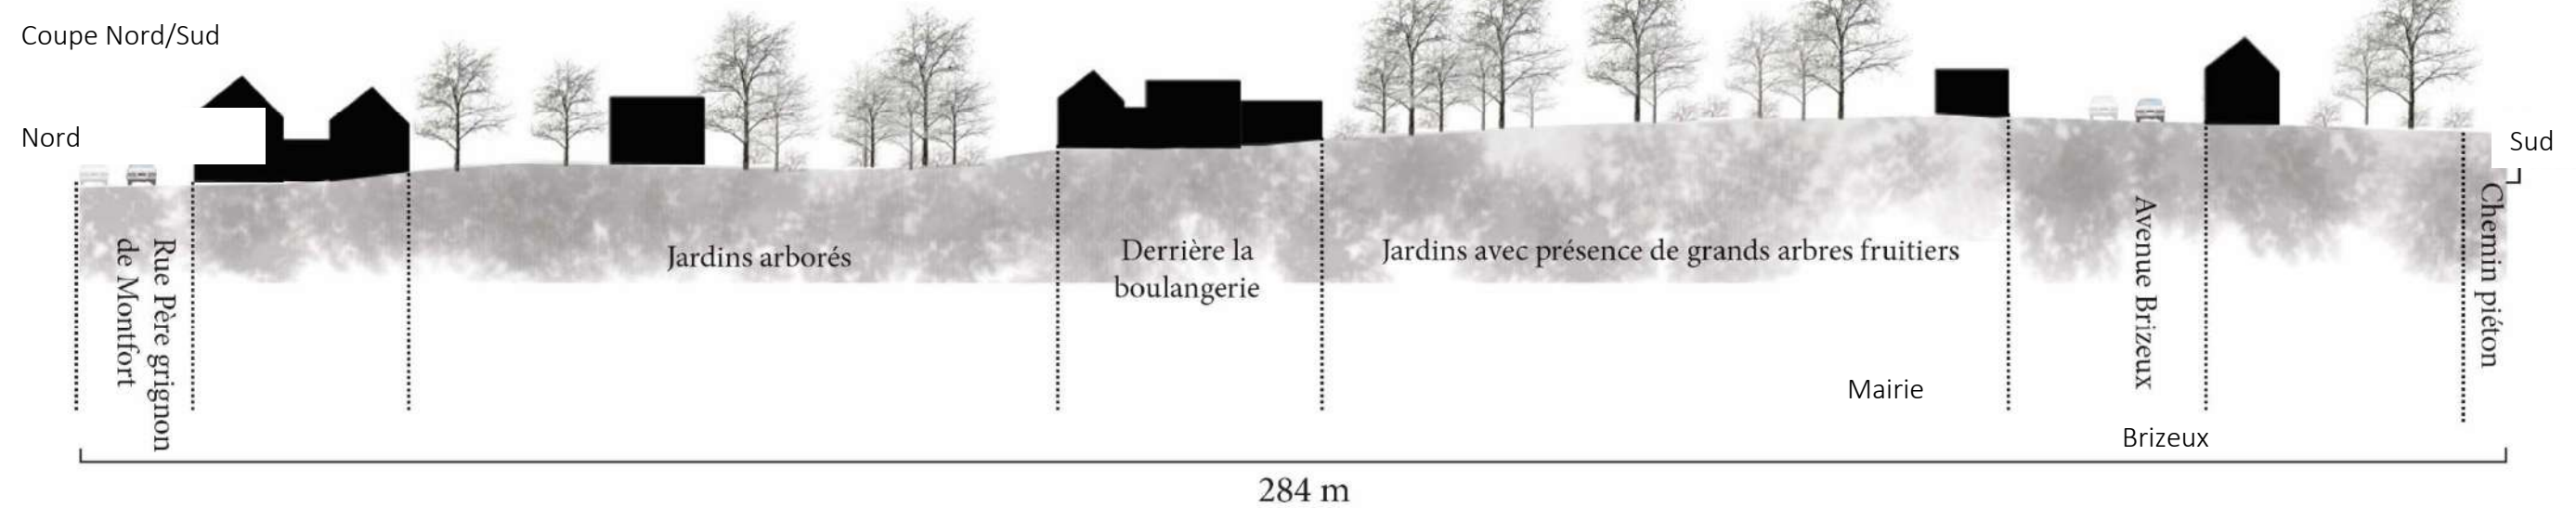 Coupe Nord/Sud
Nord
Sud
Rue Père grignon
de Montfort
Jardins arborés
Derrière la
boulangerie
Jardins avec présence de grands arbres fruitiers
Mairie
Avenue Brizeux
Brizeux
Chemin piéton
284 m